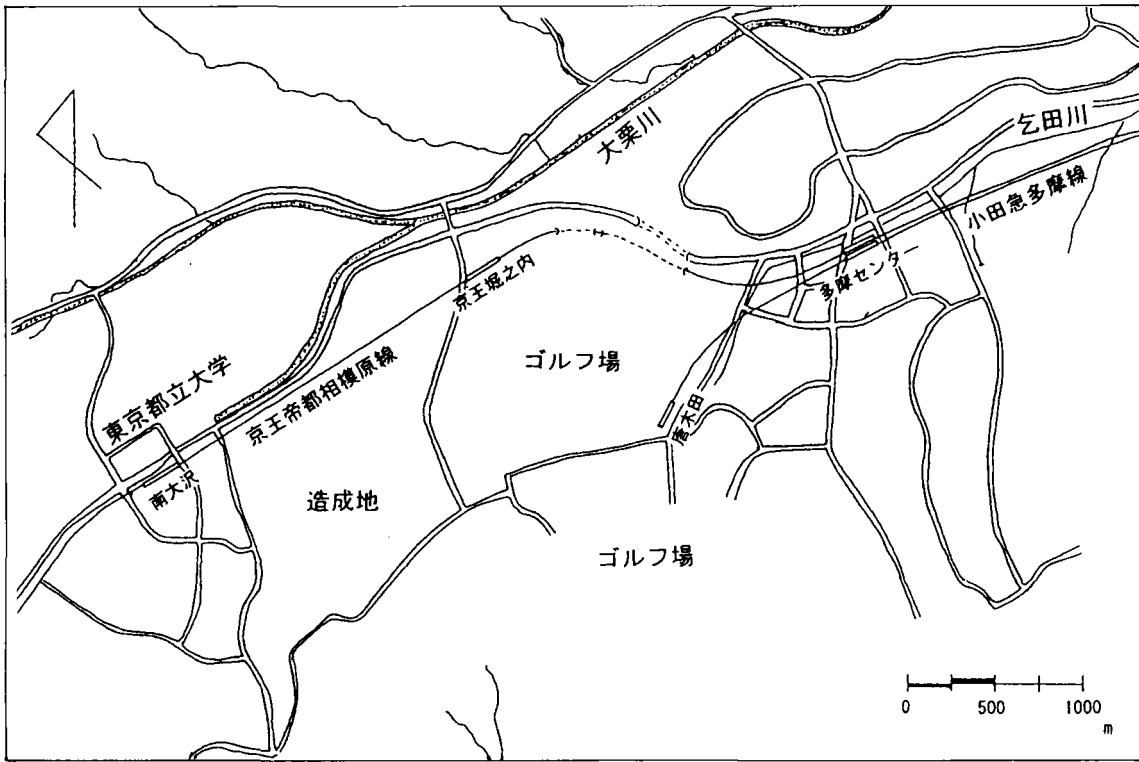 大栗川
乞田川
小田急多摩線
多摩センター
京王堀之内
ゴルフ場
東京都立大学
京王帝都相模原線
唐木田
南大沢
造成地
ゴルフ場
0 500 1000
m